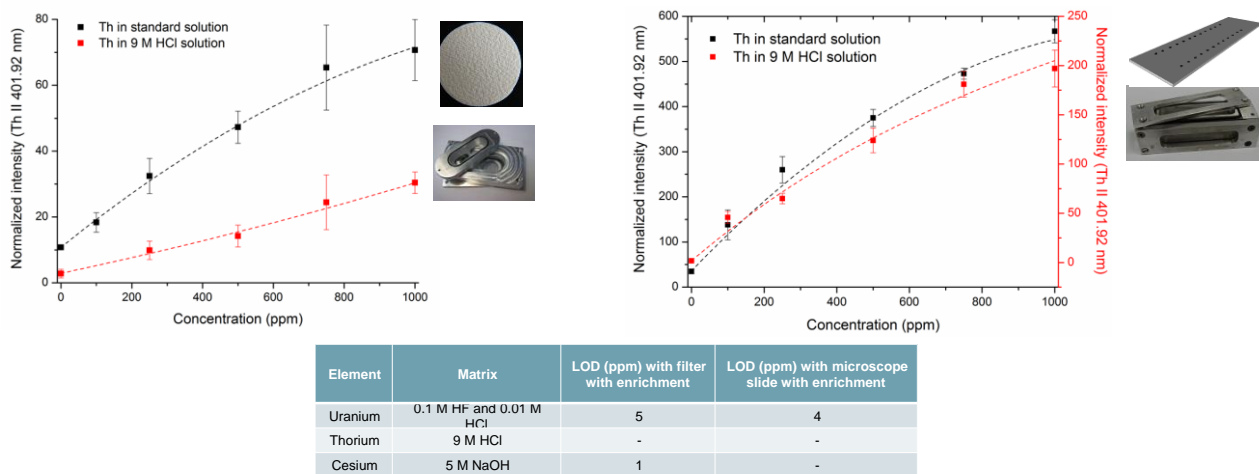 80
60
40
20
0
0 200 400 600 800 1000
Normalized intensity (Th II 401.92 nm)
Concentration (ppm)
Th in standard solution
Th in 9 M HCl solution
600
500
400
300
200
100
0
0 200 400 600 800 1000
250
200
150
100
50
0
Normalized intensity (Th II 401.92 nm)
Normalized intensity (Th II 401.92 nm)
Concentration (ppm)
Th in standard solution
Th in 9 M HCl solution
Element Matrix LOD (ppm) with filter with enrichment LOD (ppm) with microscope slide with enrichment
Uranium 0.1 M HF and 0.01 M HCl 5 4
Thorium 9 M HCl - -
Cesium 5 M NaOH 1 -